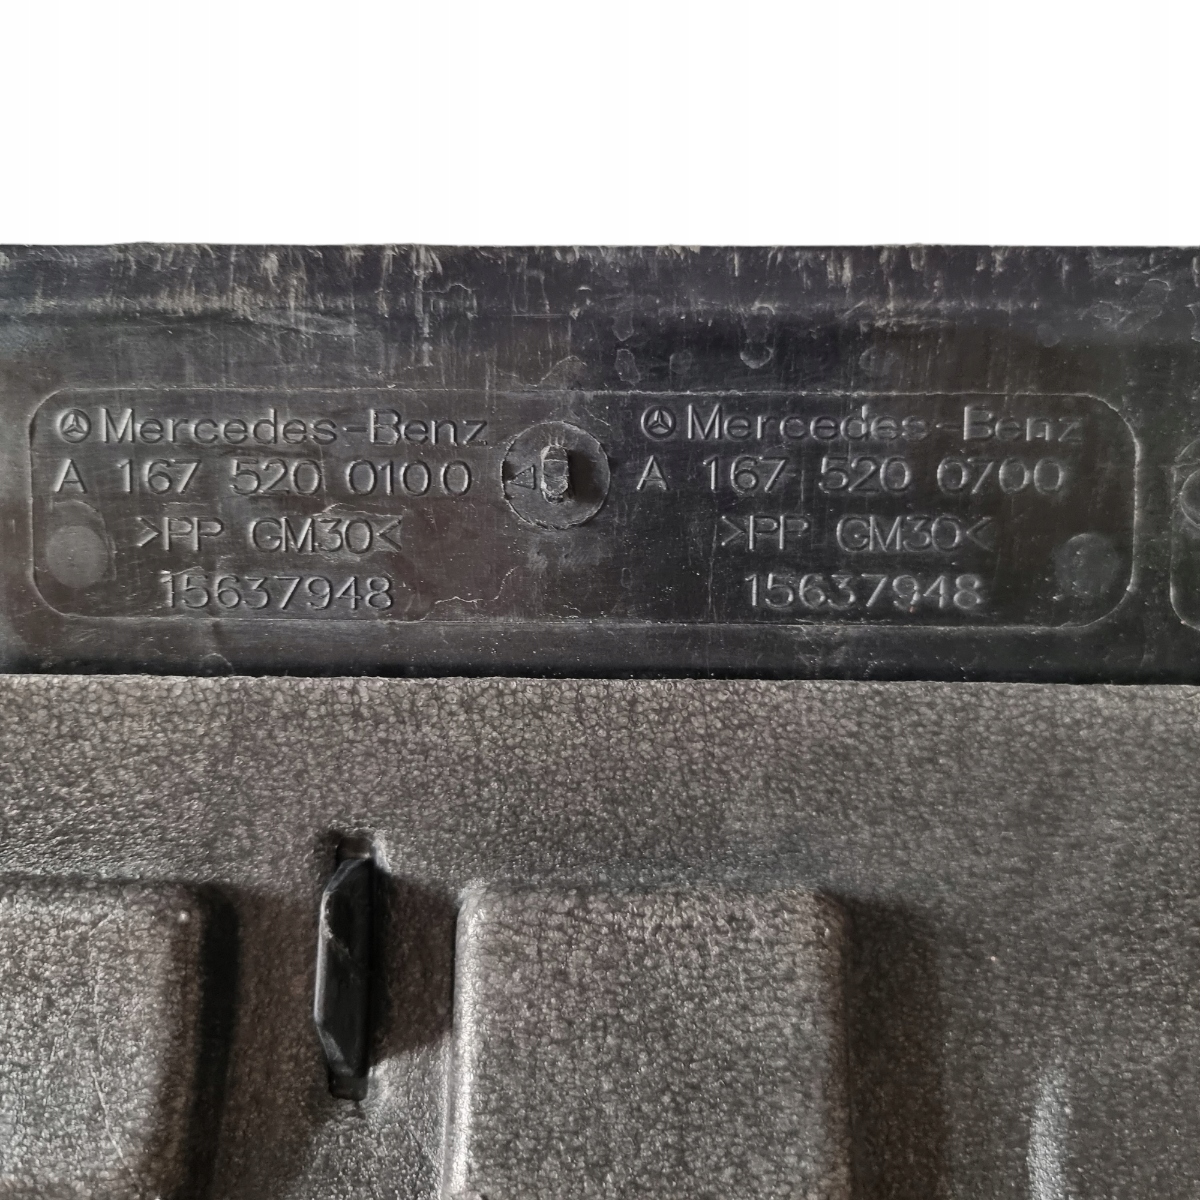 Mercedes-Benz
A 167 520 0100
>PP GM30<
15637948
Mercedes-Benz
A 167 520 0700
>PP GM30<
15637948